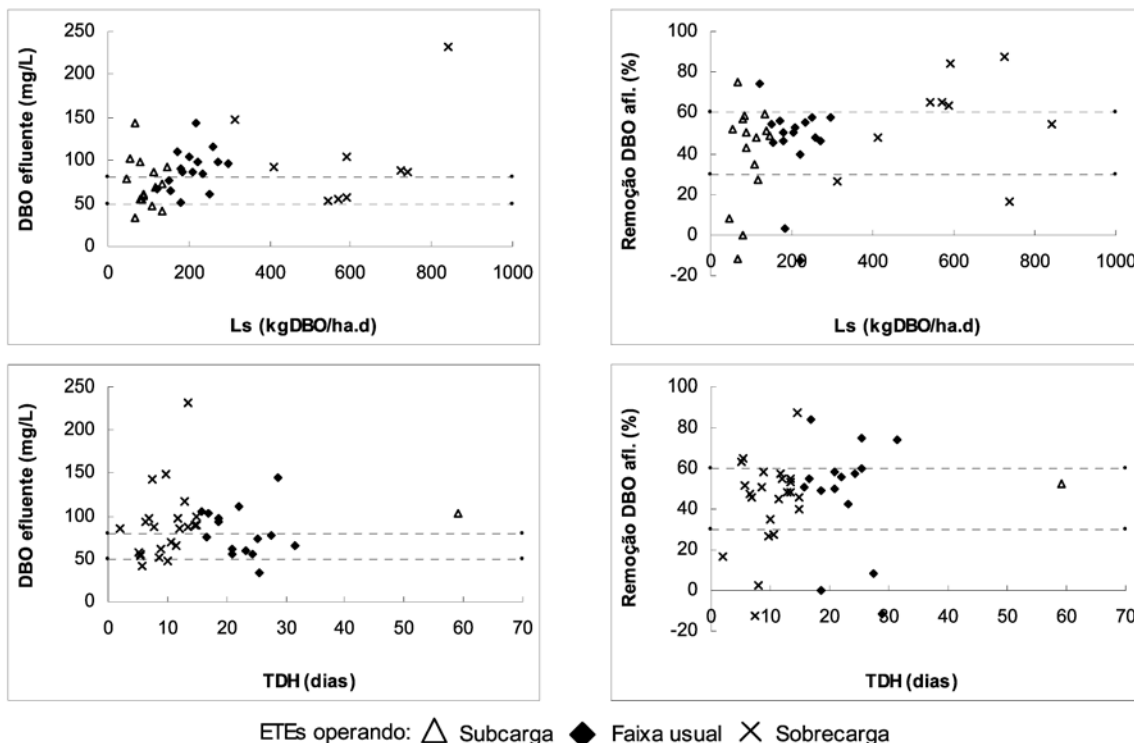 DBO efluente (mg/L)
250
200
150
100
50
0
0 200 400 600 800 1000
Ls (kgDBO/ha.d)
Remoção DBO afl. (%)
100
80
60
40
20
0
-20
0 200 400 600 800 1000
Ls (kgDBO/ha.d)
DBO efluente (mg/L)
250
200
150
100
50
0
0 10 20 30 40 50 60 70
TDH (dias)
Remoção DBO afl. (%)
100
80
60
40
20
0
-20
0 10 20 30 40 50 60 70
TDH (dias)
ETEs operando: Subcarga Faixa usual Sobrecarga